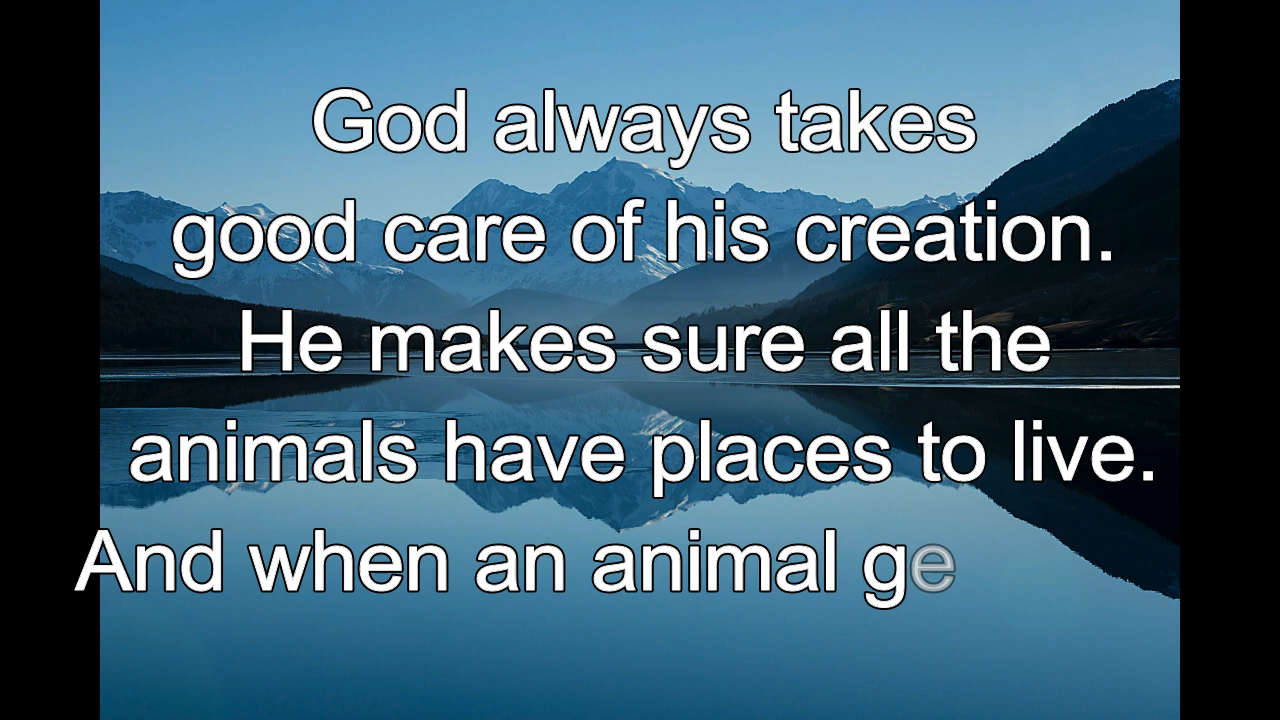 God always takes
good care of his creation.
He makes sure all the
animals have places to live.
And when an animal ge